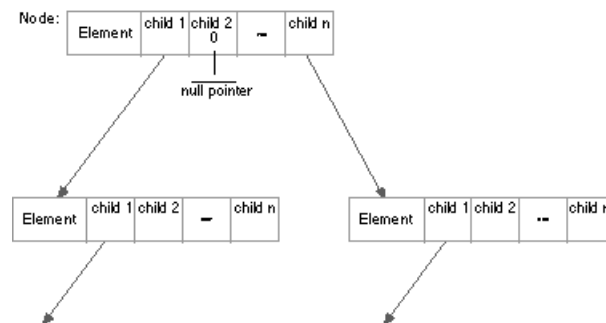 Node:
Element child 1 child 2 0 ... child n
null pointer
Element child 1 child 2 ... child n
Element child 1 child 2 ... child n